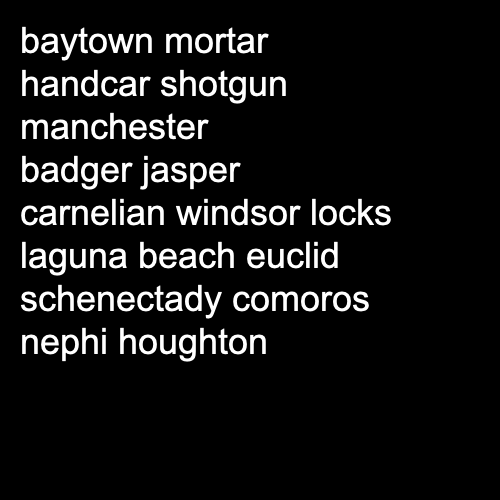 baytown mortar
handcar shotgun
manchester
badger jasper
carnelian windsor locks
laguna beach euclid
schenectady comoros
nephi houghton